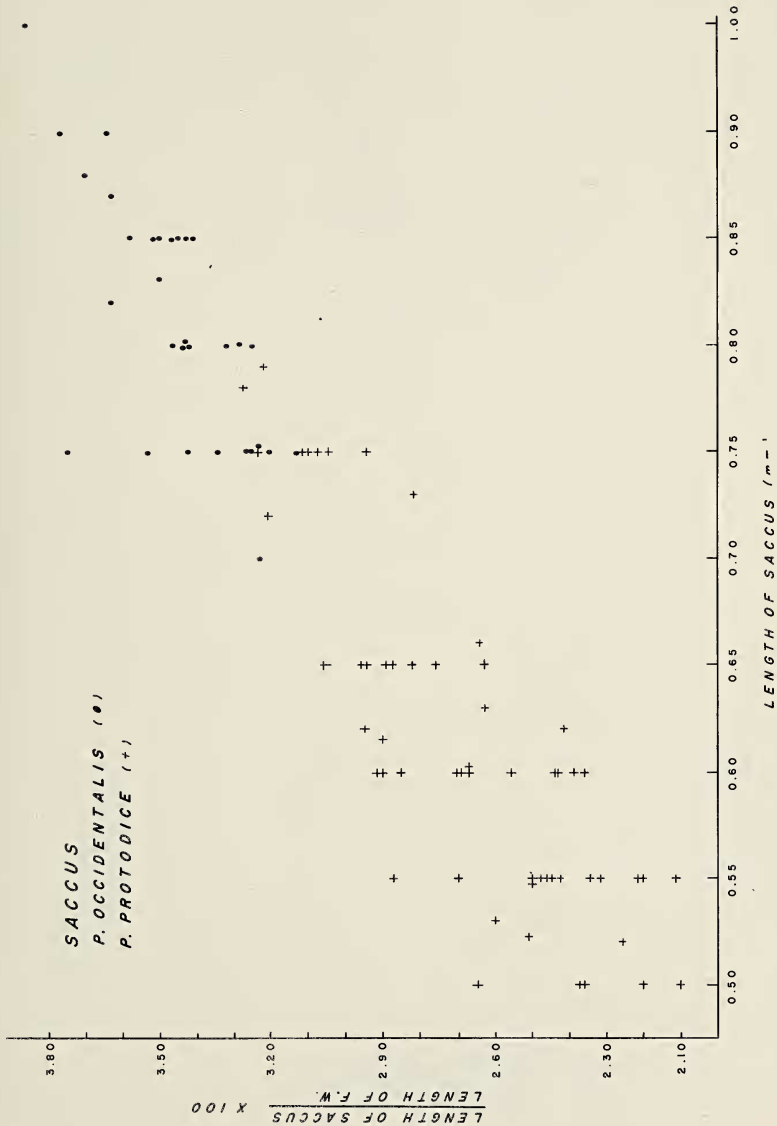 SACCUS
P. OCCIDENTALIS (•)
P. PROTODICE (+)
3.80
3.50
3.20
2.90
2.60
2.30
2.10
LENGTH OF SACCUS
LENGTH OF F.W.
X 100
0.50
0.55
0.60
0.65
0.70
0.75
0.80
0.85
0.90
1.00
LENGTH OF SACCUS (m-'